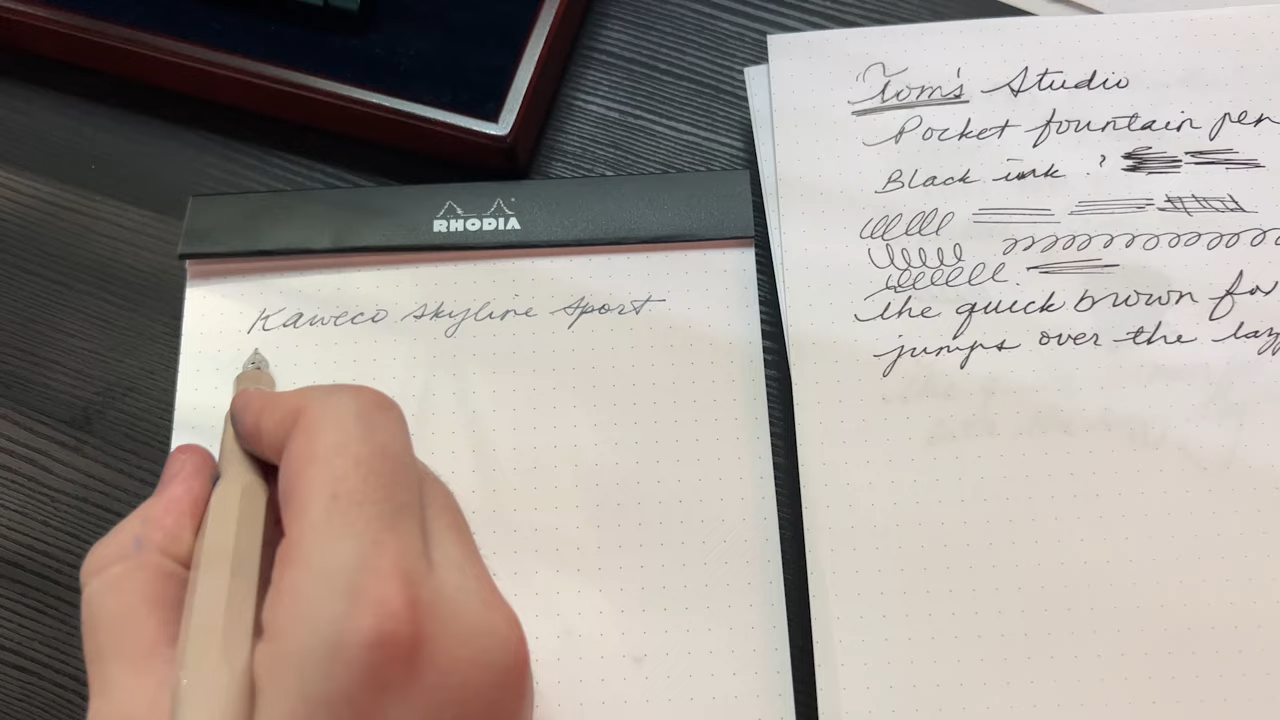 RHODIA
Kaweco Skyline Sport
Tom's Studio
Pocket fountain pen
Black ink ?
the quick brown fox
jumps over the lazy